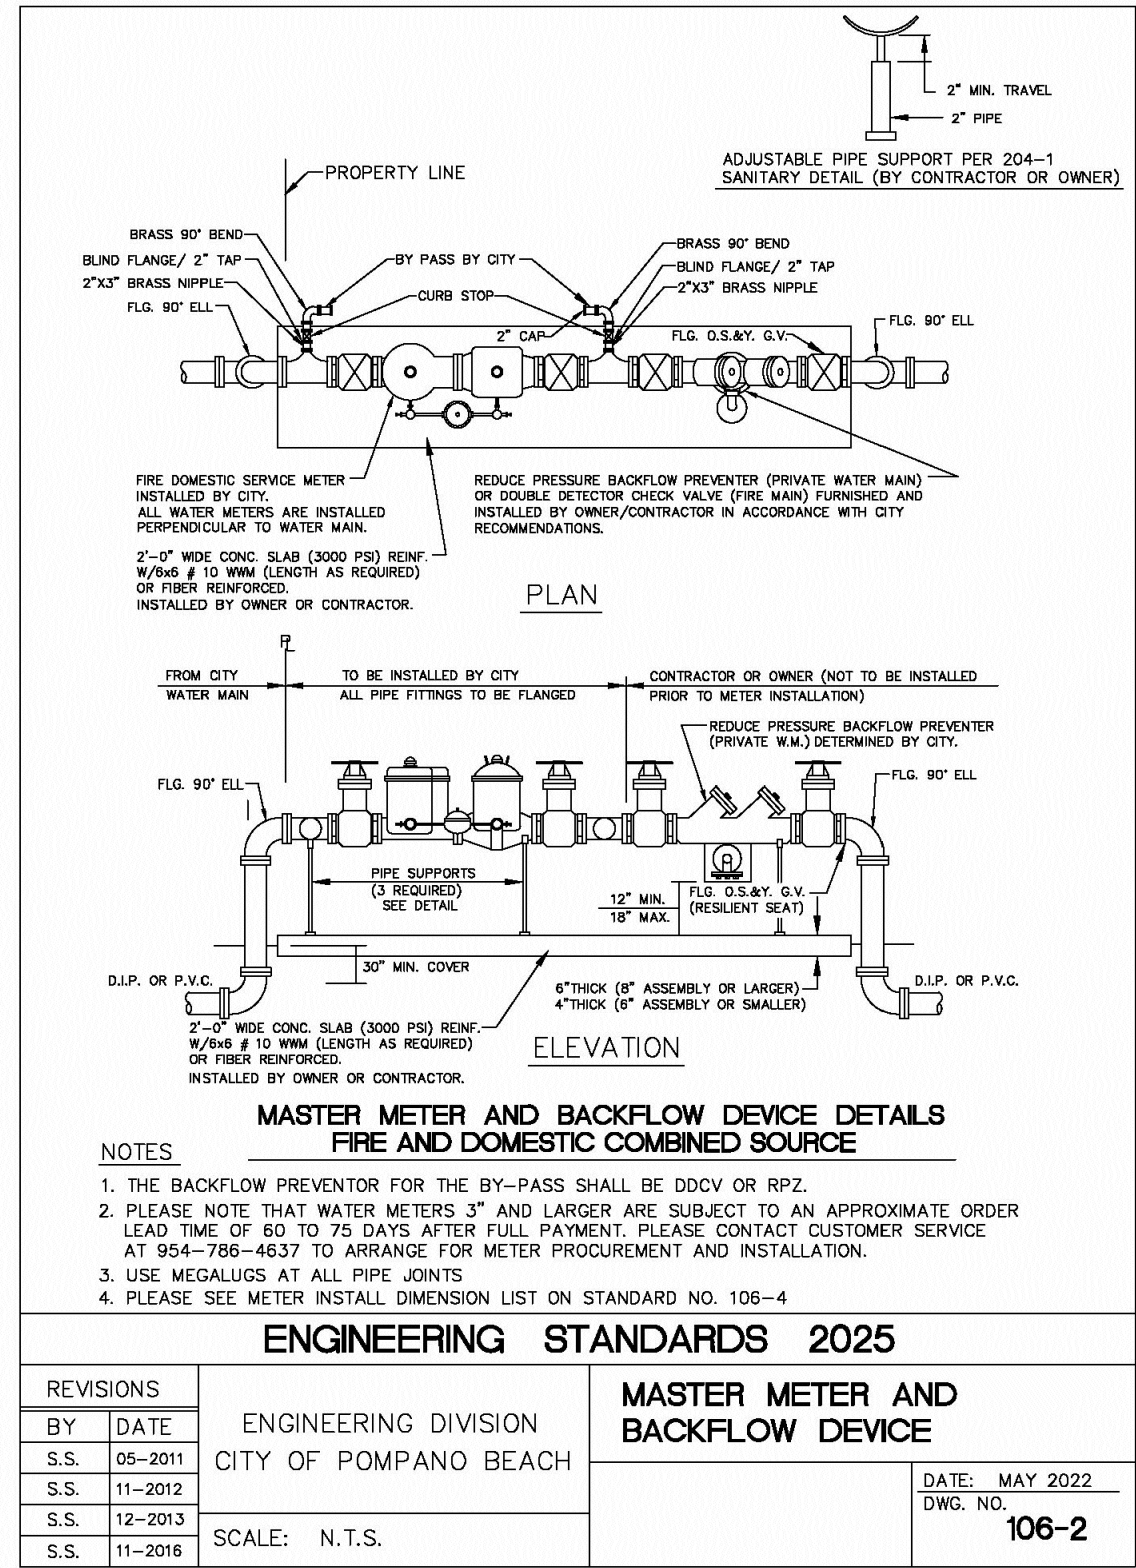 2" MIN. TRAVEL
2" PIPE
ADJUSTABLE PIPE SUPPORT PER 204-1
SANITARY DETAIL (BY CONTRACTOR OR OWNER)
PROPERTY LINE
BRASS 90° BEND
BLIND FLANGE/ 2" TAP
2"X3" BRASS NIPPLE
FLG. 90° ELL
BY PASS BY CITY
CURB STOP
2" CAP
BRASS 90° BEND
BLIND FLANGE/ 2" TAP
2"X3" BRASS NIPPLE
FLG. O.S.&Y. G.V.
FLG. 90° ELL
FIRE DOMESTIC SERVICE METER
INSTALLED BY CITY.
ALL WATER METERS ARE INSTALLED
PERPENDICULAR TO WATER MAIN.
2'-0" WIDE CONC. SLAB (3000 PSI) REINF.
W/6x6 # 10 WWM (LENGTH AS REQUIRED)
OR FIBER REINFORCED.
INSTALLED BY OWNER OR CONTRACTOR.
REDUCE PRESSURE BACKFLOW PREVENTER (PRIVATE WATER MAIN)
OR DOUBLE DETECTOR CHECK VALVE (FIRE MAIN) FURNISHED AND
INSTALLED BY OWNER/CONTRACTOR IN ACCORDANCE WITH CITY
RECOMMENDATIONS.
PLAN
PL
FROM CITY
WATER MAIN
TO BE INSTALLED BY CITY
ALL PIPE FITTINGS TO BE FLANGED
CONTRACTOR OR OWNER (NOT TO BE INSTALLED
PRIOR TO METER INSTALLATION)
REDUCE PRESSURE BACKFLOW PREVENTER
(PRIVATE W.M.) DETERMINED BY CITY.
FLG. 90° ELL
FLG. 90° ELL
PIPE SUPPORTS
(3 REQUIRED)
SEE DETAIL
12" MIN.
18" MAX.
FLG. O.S.&Y. G.V.
(RESILIENT SEAT)
30" MIN. COVER
D.I.P. OR P.V.C.
6"THICK (8" ASSEMBLY OR LARGER)
4"THICK (6" ASSEMBLY OR SMALLER)
D.I.P. OR P.V.C.
2'-0" WIDE CONC. SLAB (3000 PSI) REINF.
W/6x6 # 10 WWM (LENGTH AS REQUIRED)
OR FIBER REINFORCED.
INSTALLED BY OWNER OR CONTRACTOR.
ELEVATION
MASTER METER AND BACKFLOW DEVICE DETAILS
FIRE AND DOMESTIC COMBINED SOURCE
NOTES
1. THE BACKFLOW PREVENTOR FOR THE BY-PASS SHALL BE DDCV OR RPZ.
2. PLEASE NOTE THAT WATER METERS 3" AND LARGER ARE SUBJECT TO AN APPROXIMATE ORDER
LEAD TIME OF 60 TO 75 DAYS AFTER FULL PAYMENT. PLEASE CONTACT CUSTOMER SERVICE
AT 954-786-4637 TO ARRANGE FOR METER PROCUREMENT AND INSTALLATION.
3. USE MEGALUGS AT ALL PIPE JOINTS
4. PLEASE SEE METER INSTALL DIMENSION LIST ON STANDARD NO. 106-4
ENGINEERING STANDARDS 2025
REVISIONS
BY DATE
S.S. 05-2011
S.S. 11-2012
S.S. 12-2013
S.S. 11-2016
ENGINEERING DIVISION
CITY OF POMPANO BEACH
SCALE: N.T.S.
MASTER METER AND
BACKFLOW DEVICE
DATE: MAY 2022
DWG. NO.
106-2